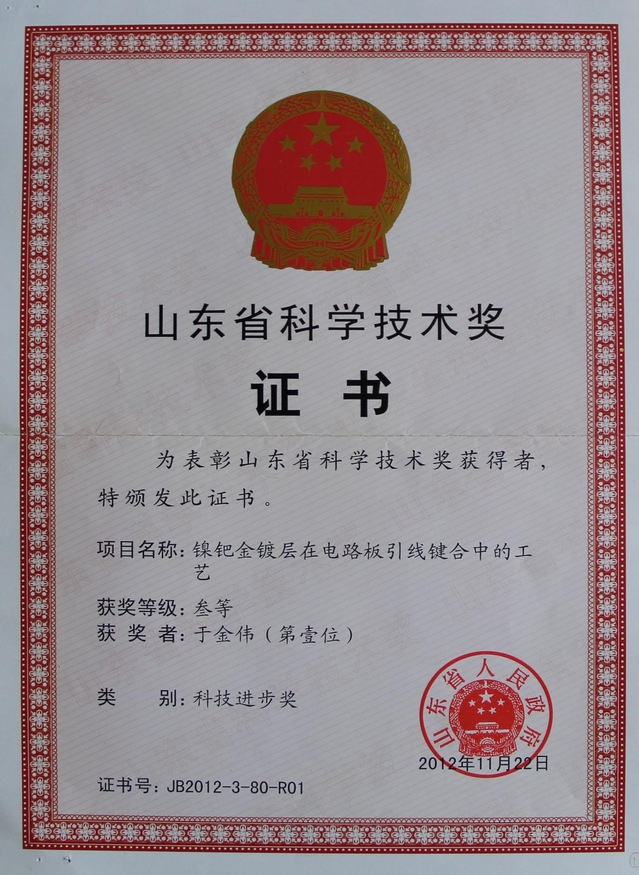 山东省科学技术奖
证书
为表彰山东省科学技术奖获得者，
特颁发此证书。
项目名称：镍钯金镀层在电路板引线键合中的工
艺
获奖等级：叁等
获奖者：于金伟（第壹位）
类别：科技进步奖
山东省人民政府
2012年11月22日
证书号：JB2012-3-80-R01